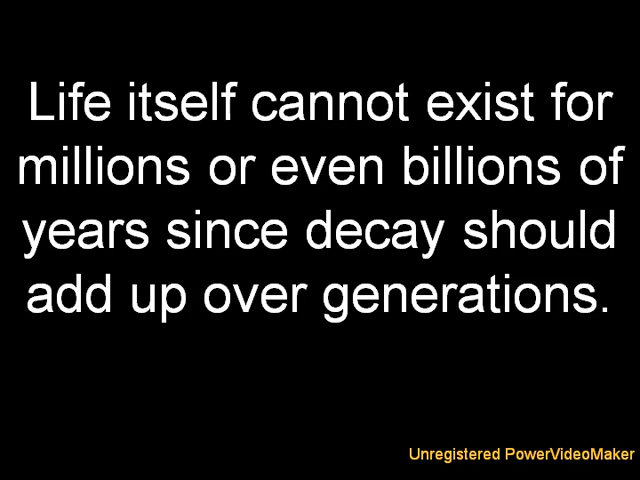 Life itself cannot exist for
millions or even billions of
years since decay should
add up over generations.
Unregistered PowerVideoMaker